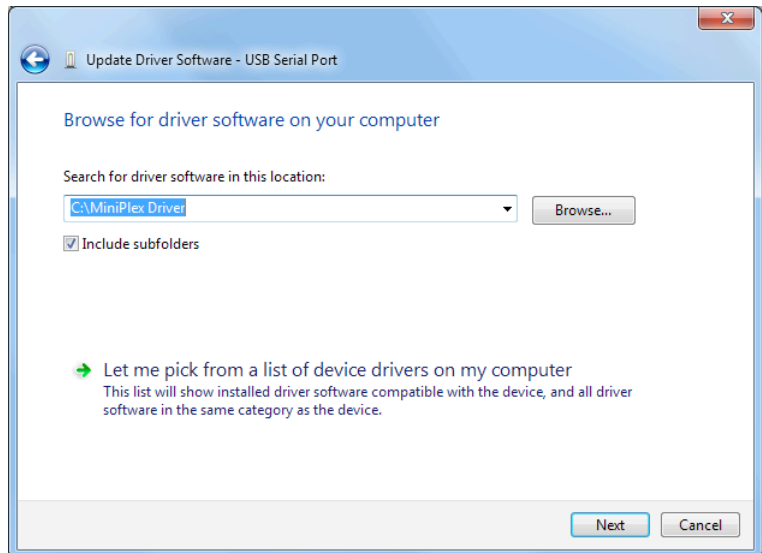 Update Driver Software - USB Serial Port
Browse for driver software on your computer
Search for driver software in this location:
C:\MiniPlex Driver
Browse...
Include subfolders
Let me pick from a list of device drivers on my computer
This list will show installed driver software compatible with the device, and all driver
software in the same category as the device.
Next
Cancel